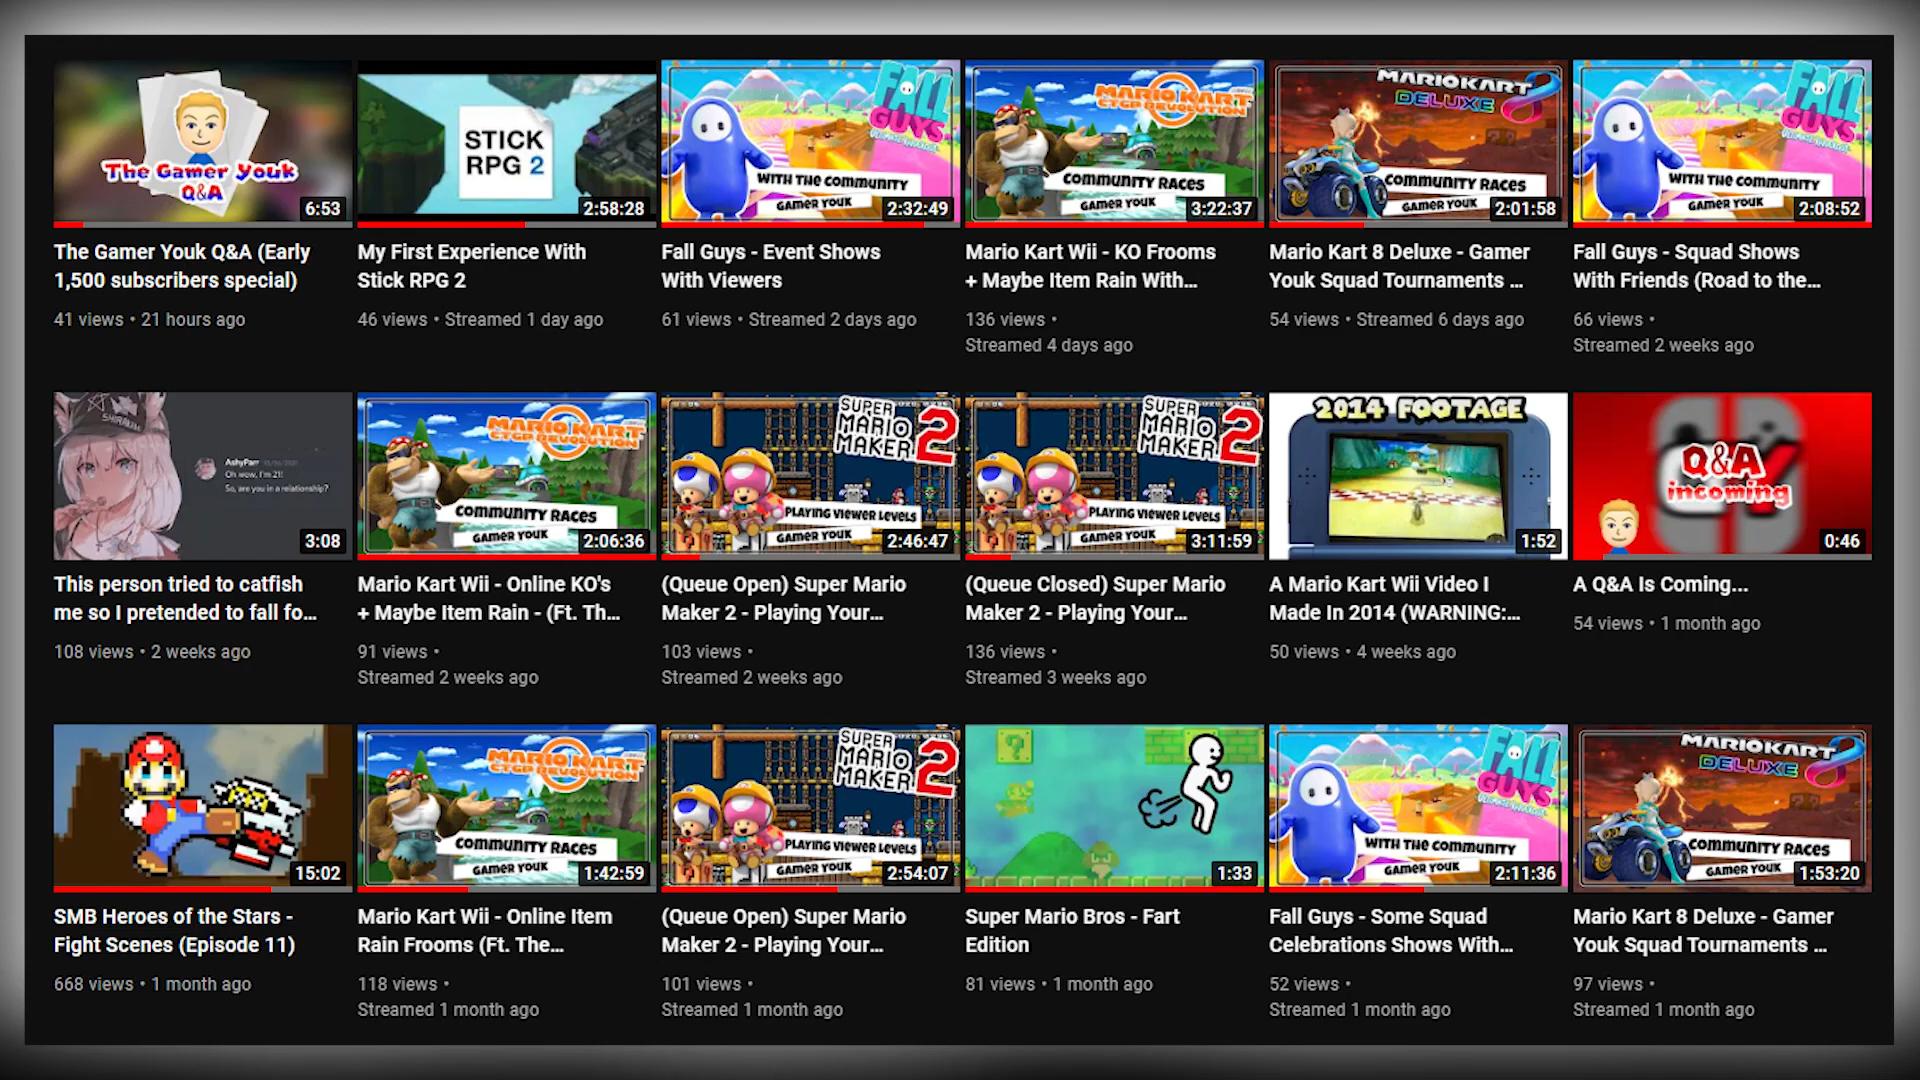 The Gamer Youk
Q&A
6:53
The Gamer Youk Q&A (Early
1,500 subscribers special)
41 views • 21 hours ago
STICK
RPG 2
2:58:28
My First Experience With
Stick RPG 2
46 views • Streamed 1 day ago
FALL
GUYS
WITH THE COMMUNITY
GAMER YOUK
2:32:49
Fall Guys - Event Shows
With Viewers
61 views • Streamed 2 days ago
MARIO KART
CTGP REVOLUTION
COMMUNITY RACES
GAMER YOUK
3:22:37
Mario Kart Wii - KO Frooms
+ Maybe Item Rain With...
136 views •
Streamed 4 days ago
MARIO KART 8
DELUXE
COMMUNITY RACES
GAMER YOUK
2:01:58
Mario Kart 8 Deluxe - Gamer
Youk Squad Tournaments ...
54 views • Streamed 6 days ago
FALL
GUYS
WITH THE COMMUNITY
GAMER YOUK
2:08:52
Fall Guys - Squad Shows
With Friends (Road to the...
66 views •
Streamed 2 weeks ago
AshyParr
Oh wow, I'm 21!
So, are you in a relationship?
3:08
This person tried to catfish
me so I pretended to fall fo...
108 views • 2 weeks ago
MARIO KART
CTGP REVOLUTION
COMMUNITY RACES
GAMER YOUK
2:06:36
Mario Kart Wii - Online KO's
+ Maybe Item Rain - (Ft. Th...
91 views •
Streamed 2 weeks ago
SUPER
MARIO
MAKER 2
PLAYING VIEWER LEVELS
GAMER YOUK
2:46:47
(Queue Open) Super Mario
Maker 2 - Playing Your...
103 views •
Streamed 2 weeks ago
SUPER
MARIO
MAKER 2
PLAYING VIEWER LEVELS
GAMER YOUK
3:11:59
(Queue Closed) Super Mario
Maker 2 - Playing Your...
136 views •
Streamed 3 weeks ago
2014 FOOTAGE
1:52
A Mario Kart Wii Video I
Made In 2014 (WARNING:...
50 views • 4 weeks ago
Q&A
incoming
0:46
A Q&A Is Coming...
54 views • 1 month ago
15:02
SMB Heroes of the Stars -
Fight Scenes (Episode 11)
668 views • 1 month ago
MARIO KART
CTGP REVOLUTION
COMMUNITY RACES
GAMER YOUK
1:42:59
Mario Kart Wii - Online Item
Rain Frooms (Ft. The...
118 views •
Streamed 1 month ago
SUPER
MARIO
MAKER 2
PLAYING VIEWER LEVELS
GAMER YOUK
2:54:07
(Queue Open) Super Mario
Maker 2 - Playing Your...
101 views •
Streamed 1 month ago
1:33
Super Mario Bros - Fart
Edition
81 views • 1 month ago
FALL
GUYS
WITH THE COMMUNITY
GAMER YOUK
2:11:36
Fall Guys - Some Squad
Celebrations Shows With...
52 views •
Streamed 1 month ago
MARIO KART 8
DELUXE
COMMUNITY RACES
GAMER YOUK
1:53:20
Mario Kart 8 Deluxe - Gamer
Youk Squad Tournaments ...
97 views •
Streamed 1 month ago